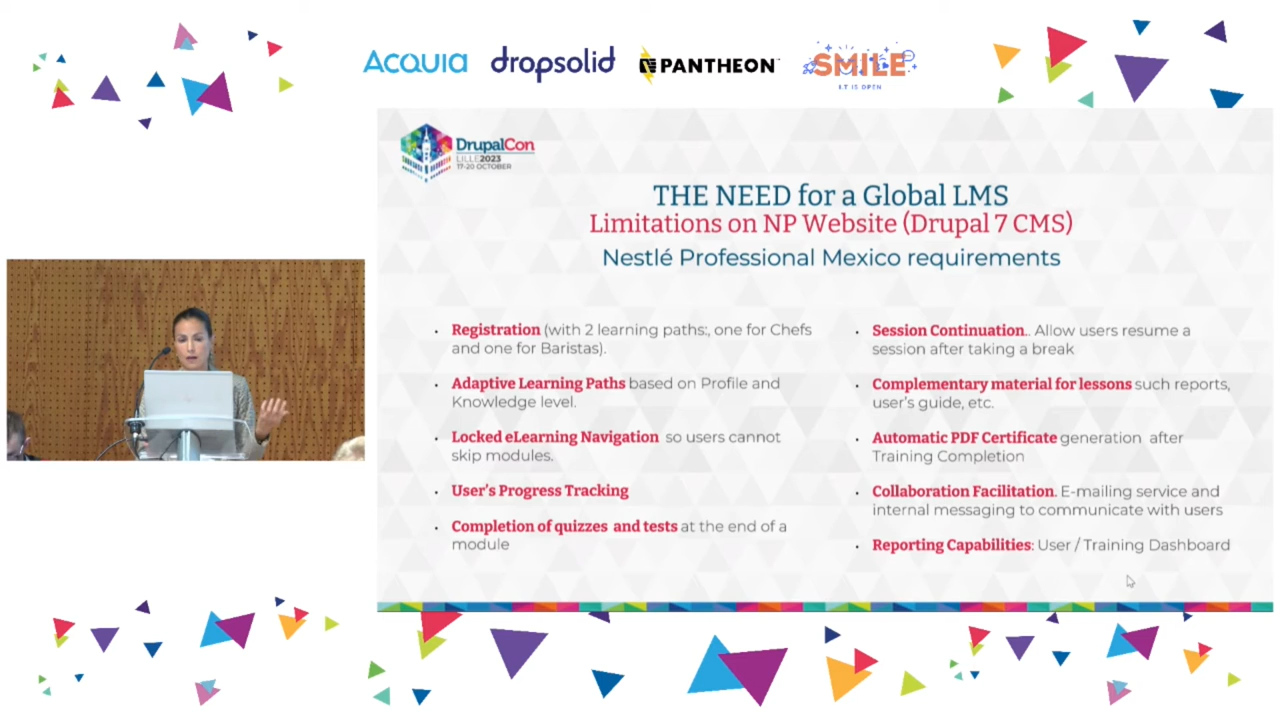 ACQUIA dropsolid PANTHEON SMILE
I.T IS OPEN
DrupalCon
LILLE2023
17-20 OCTOBER
THE NEED for a Global LMS
Limitations on NP Website (Drupal 7 CMS)
Nestlé Professional Mexico requirements
• Registration (with 2 learning paths:, one for Chefs
and one for Baristas).
• Adaptive Learning Paths based on Profile and
Knowledge level.
• Locked eLearning Navigation so users cannot
skip modules.
• User's Progress Tracking
• Completion of quizzes and tests at the end of a
module
• Session Continuation.. Allow users resume a
session after taking a break
• Complementary material for lessons such reports,
user's guide, etc.
• Automatic PDF Certificate generation after
Training Completion
• Collaboration Facilitation. E-mailing service and
internal messaging to communicate with users
• Reporting Capabilities: User / Training Dashboard